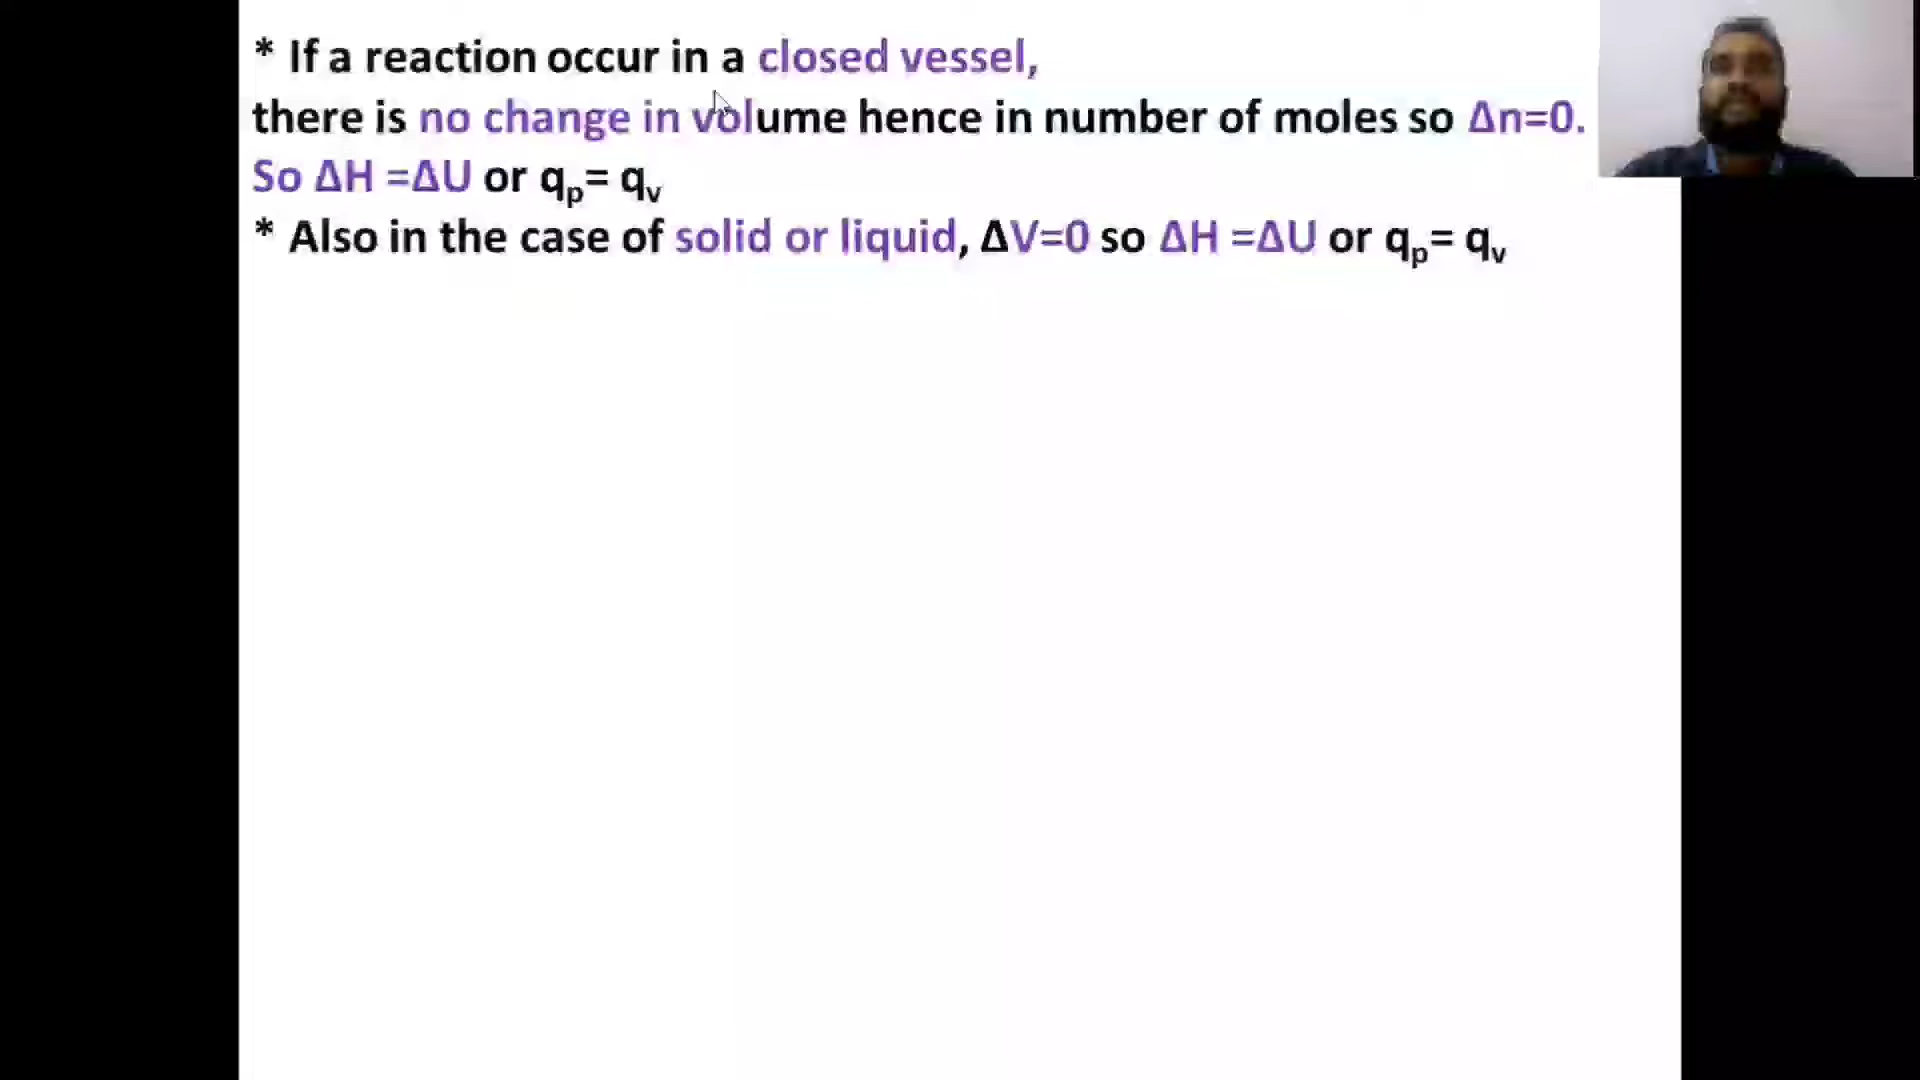 * If a reaction occur in a closed vessel,
there is no change in volume hence in number of moles so Δn=0.
So ΔH =ΔU or qₚ= qᵥ
* Also in the case of solid or liquid, ΔV=0 so ΔH =ΔU or qₚ= qᵥ